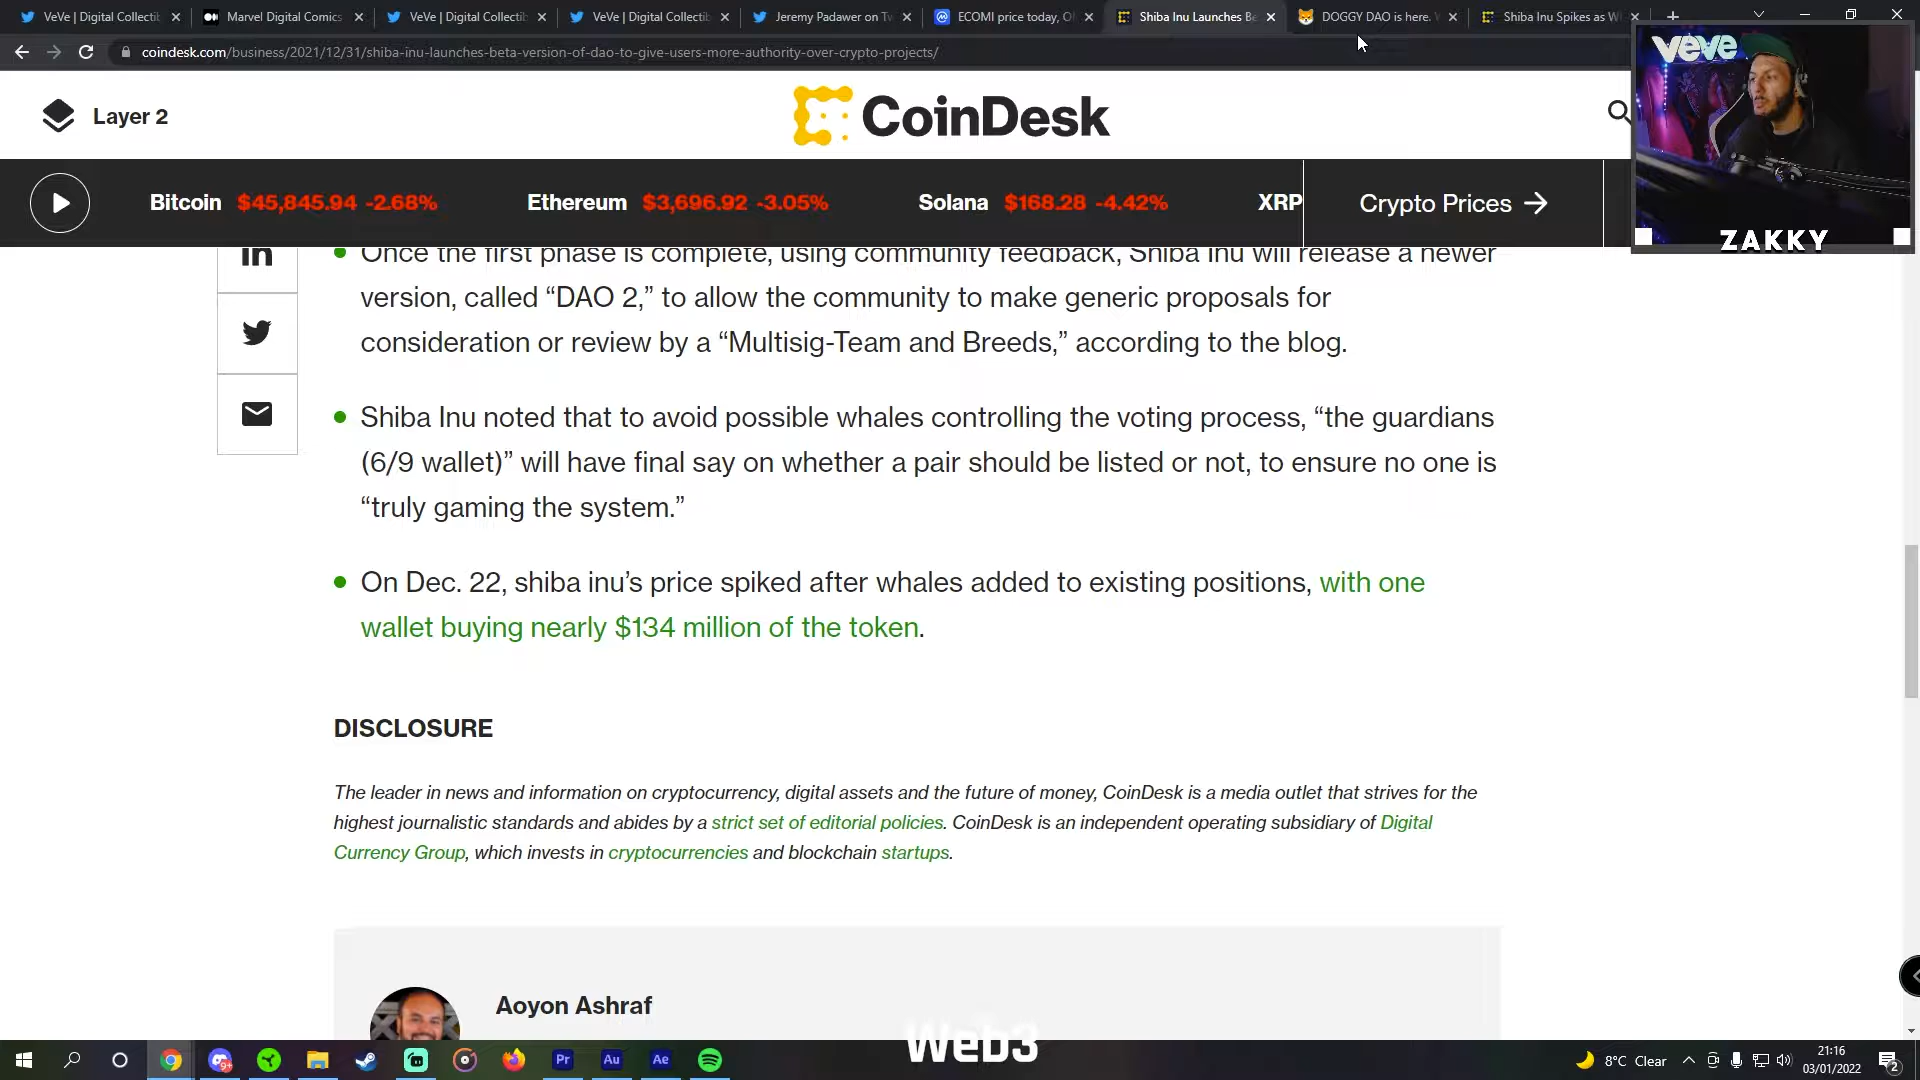 VeVe | Digital Collectib
Marvel Digital Comics
VeVe | Digital Collectib
VeVe | Digital Collectib
Jeremy Padawer on Tw
ECOMI price today, O
Shiba Inu Launches Be
DOGGY DAO is here.
Shiba Inu Spikes as W
coindesk.com/business/2021/12/31/shiba-inu-launches-beta-version-of-dao-to-give-users-more-authority-over-crypto-projects/
veve
ZAKKY
Layer 2
CoinDesk
Bitcoin $45,845.94 -2.68% Ethereum $3,696.92 -3.05% Solana $168.28 -4.42% XRP
Crypto Prices →
in
Once the first phase is complete, using community feedback, Shiba Inu will release a newer
version, called “DAO 2,” to allow the community to make generic proposals for
consideration or review by a “Multisig-Team and Breeds,” according to the blog.
Shiba Inu noted that to avoid possible whales controlling the voting process, “the guardians
(6/9 wallet)” will have final say on whether a pair should be listed or not, to ensure no one is
“truly gaming the system.”
On Dec. 22, shiba inu’s price spiked after whales added to existing positions, with one
wallet buying nearly $134 million of the token.
DISCLOSURE
The leader in news and information on cryptocurrency, digital assets and the future of money, CoinDesk is a media outlet that strives for the
highest journalistic standards and abides by a strict set of editorial policies. CoinDesk is an independent operating subsidiary of Digital
Currency Group, which invests in cryptocurrencies and blockchain startups.
Aoyon Ashraf
Web3
Pr
Au
Ae
8°C Clear
21:16
03/01/2022
2